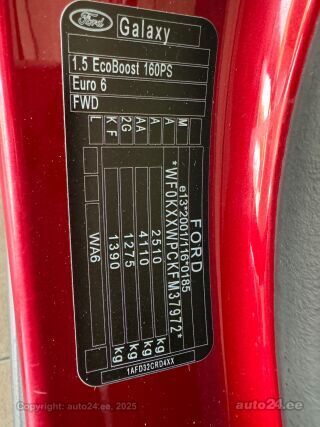 Ford
Galaxy
1.5 EcoBoost 160PS
Euro 6
FWD
FORD
e13*2001/116*0185
*WF0KXXWPCKFM37972*
2510 kg
4110 kg
1275 kg
1390 kg
M
A
A
AA
2G
KF
L
WA6
1AFD32CRD4XX
Copyright: auto24.ee, 2025
auto24.ee